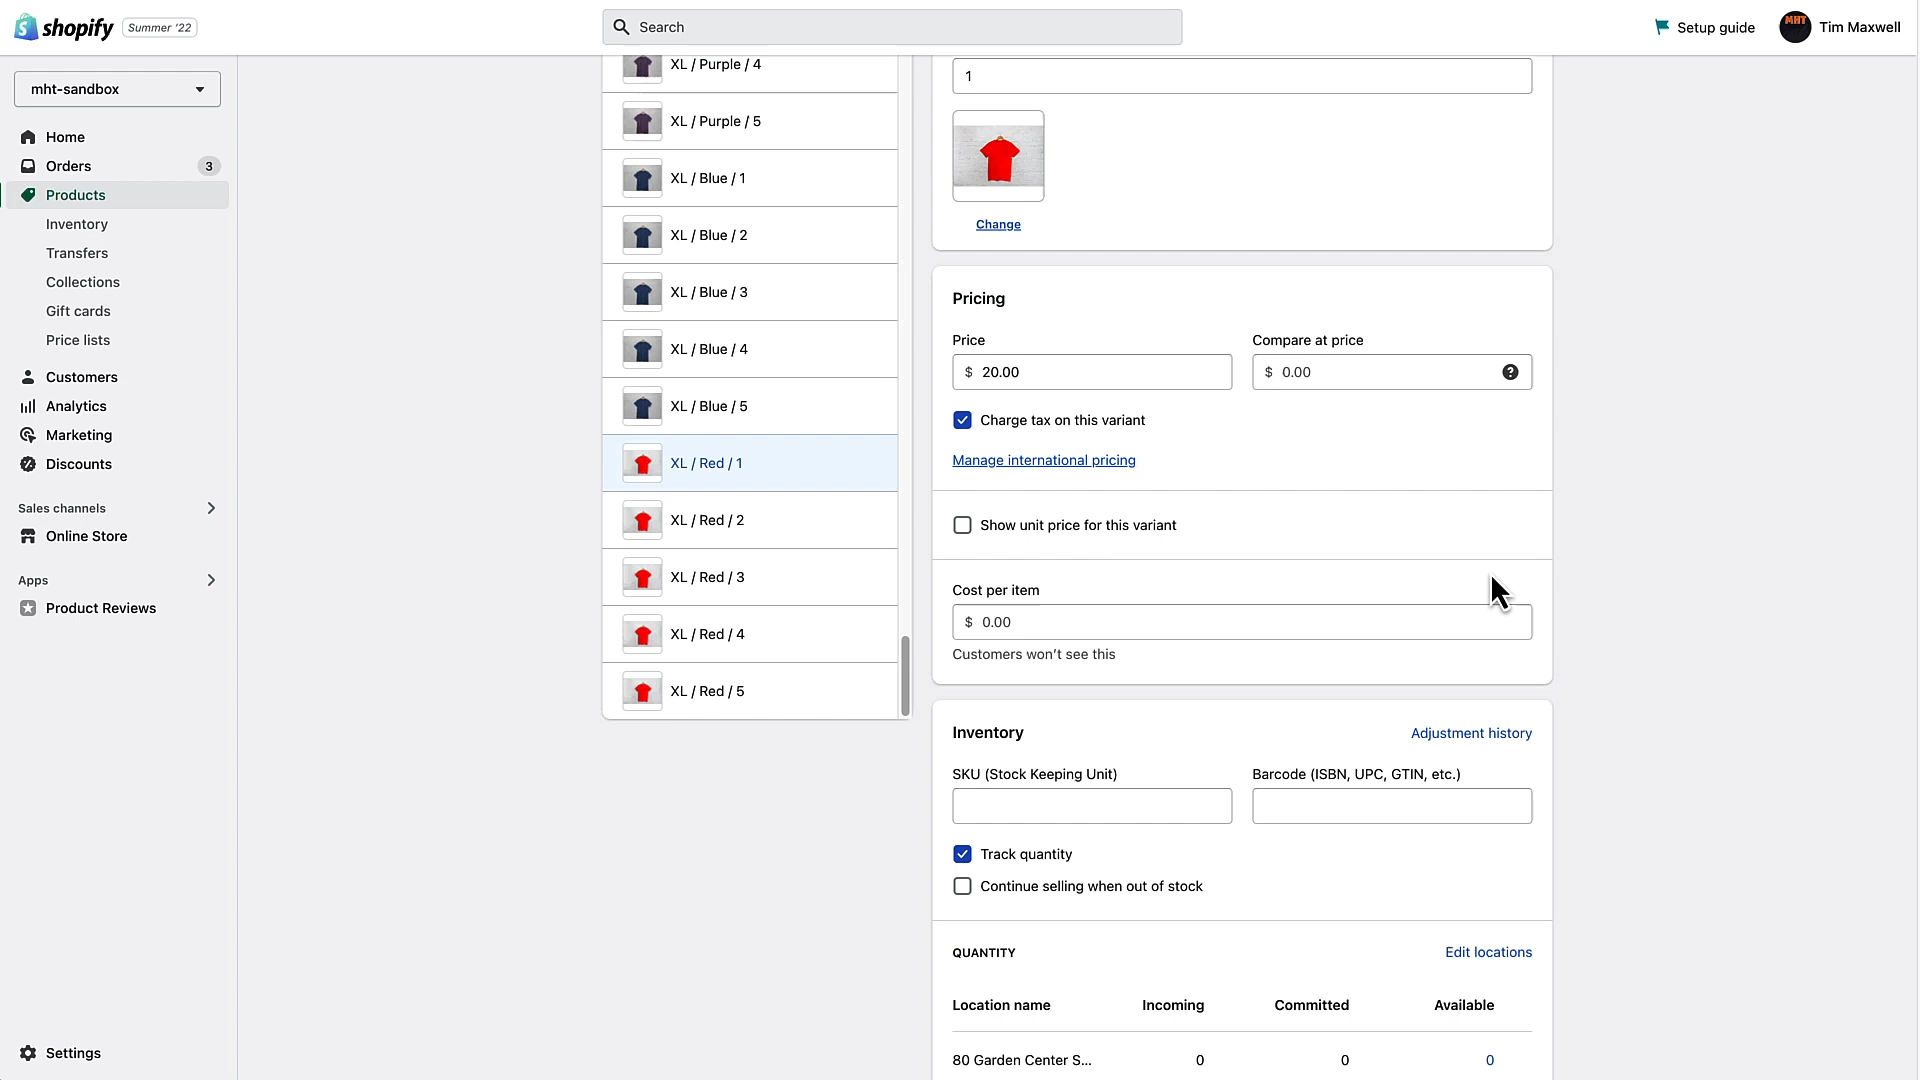 shopify
Summer '22
Search
Setup guide
MHT
Tim Maxwell
mht-sandbox
Home
Orders
3
Products
Inventory
Transfers
Collections
Gift cards
Price lists
Customers
Analytics
Marketing
Discounts
Sales channels
Online Store
Apps
Product Reviews
Settings
XL / Purple / 4
XL / Purple / 5
XL / Blue / 1
XL / Blue / 2
XL / Blue / 3
XL / Blue / 4
XL / Blue / 5
XL / Red / 1
XL / Red / 2
XL / Red / 3
XL / Red / 4
XL / Red / 5
1
Change
Pricing
Price
Compare at price
$ 20.00
$ 0.00
Charge tax on this variant
Manage international pricing
Show unit price for this variant
Cost per item
$ 0.00
Customers won't see this
Inventory
Adjustment history
SKU (Stock Keeping Unit)
Barcode (ISBN, UPC, GTIN, etc.)
Track quantity
Continue selling when out of stock
QUANTITY
Edit locations
Location name Incoming Committed Available
80 Garden Center S... 0 0 0